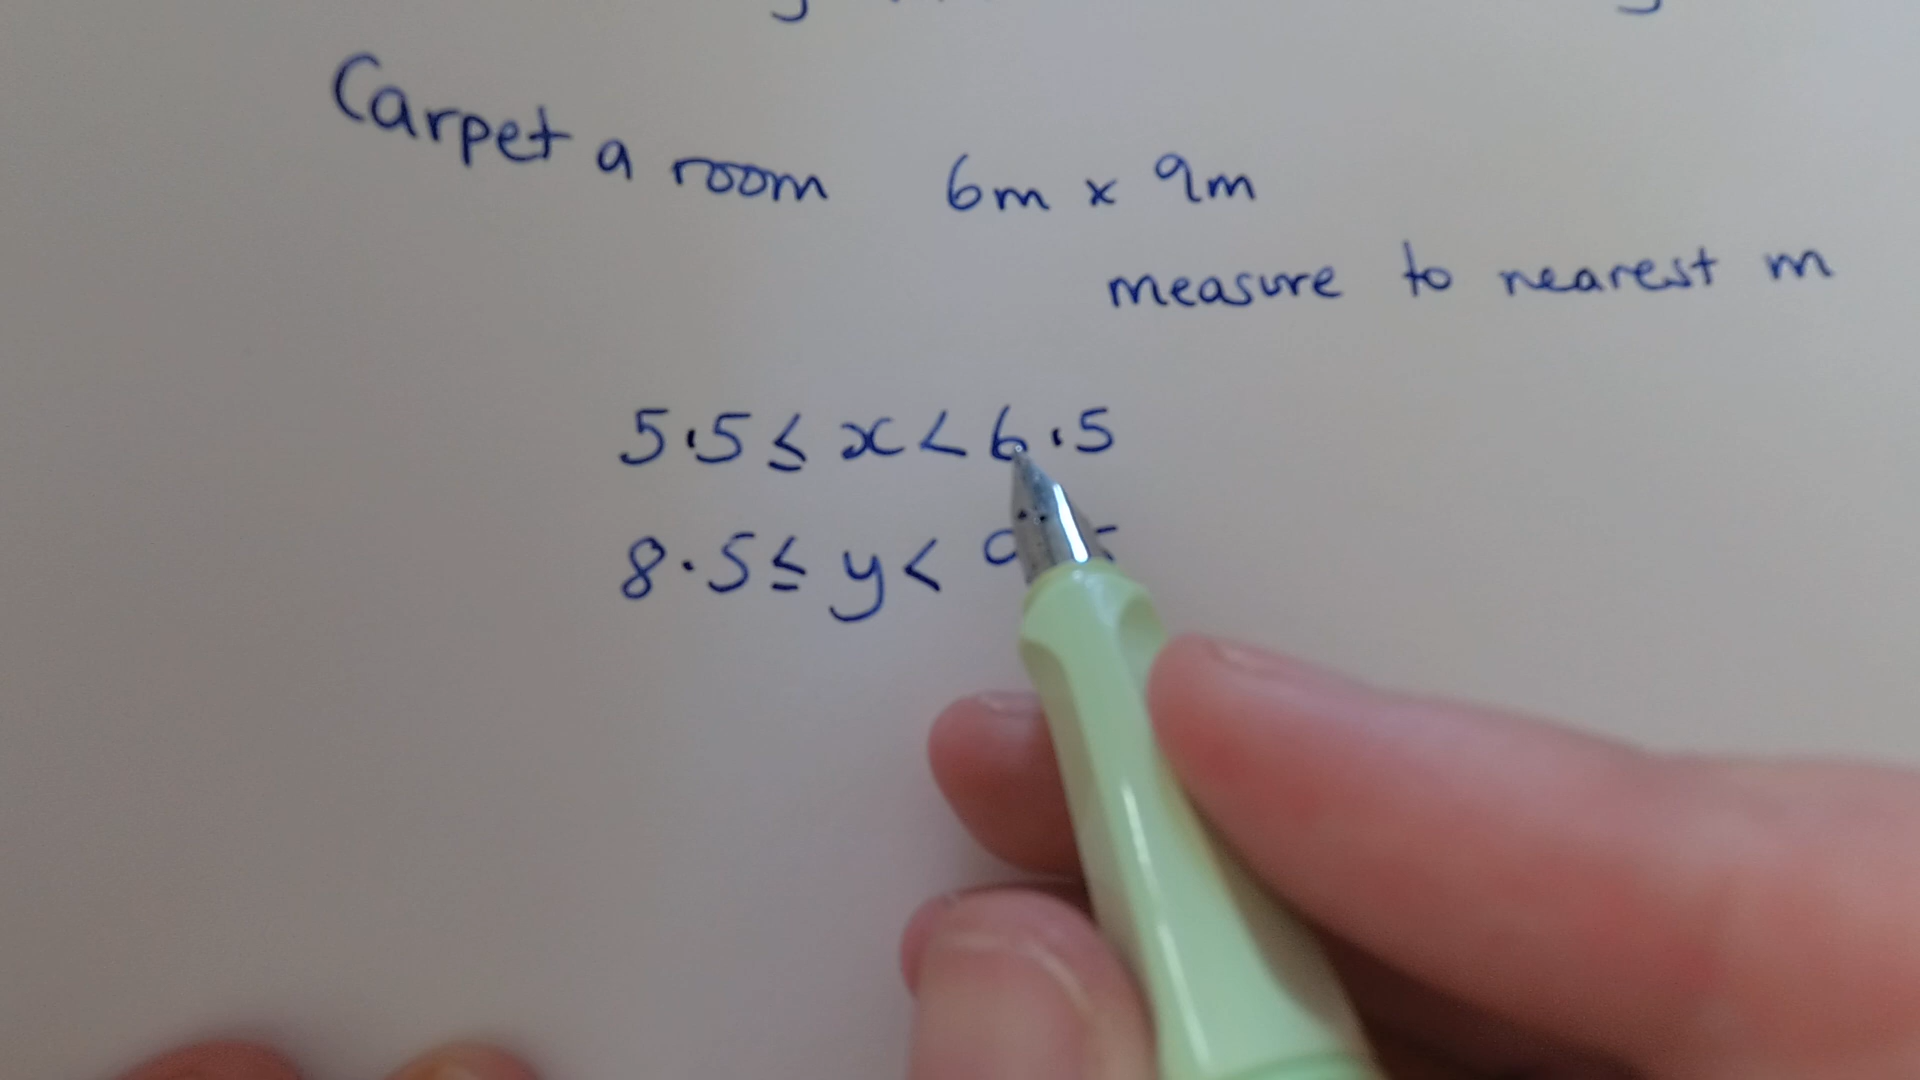 Carpet a room 6m x 9m
measure to nearest m
5.5 ≤ x < 6.5
8.5 ≤ y <